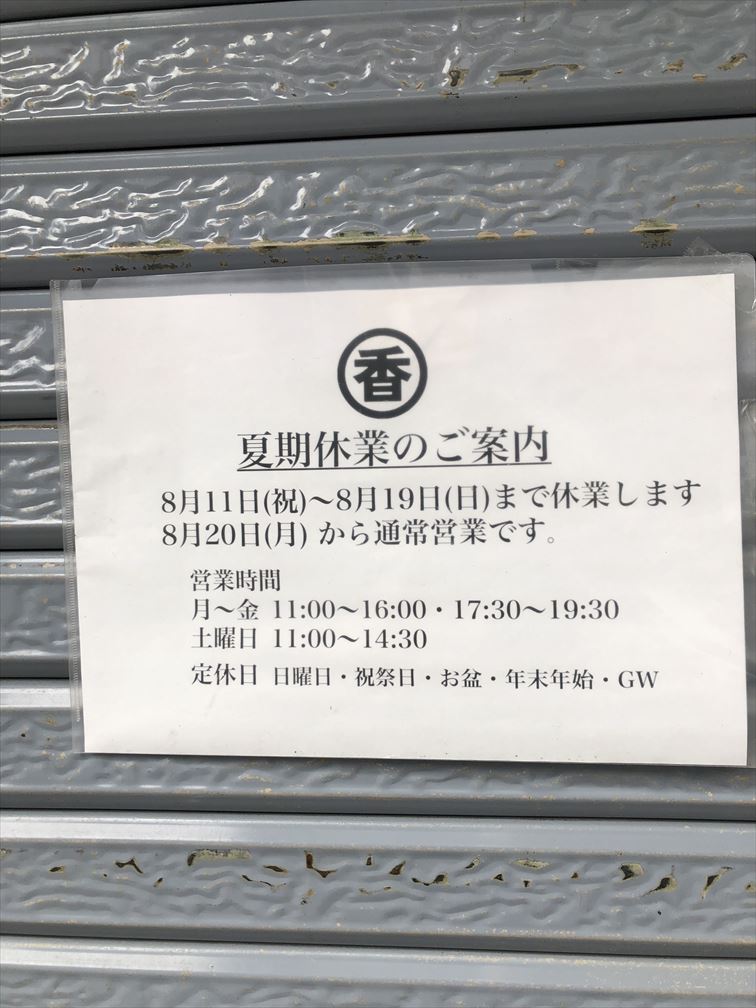 香
夏期休業のご案内
8月11日(祝)～8月19日(日)まで休業します
8月20日(月) から通常営業です。
営業時間
月～金 11:00～16:00・17:30～19:30
土曜日 11:00～14:30
定休日 日曜日・祝祭日・お盆・年末年始・GW